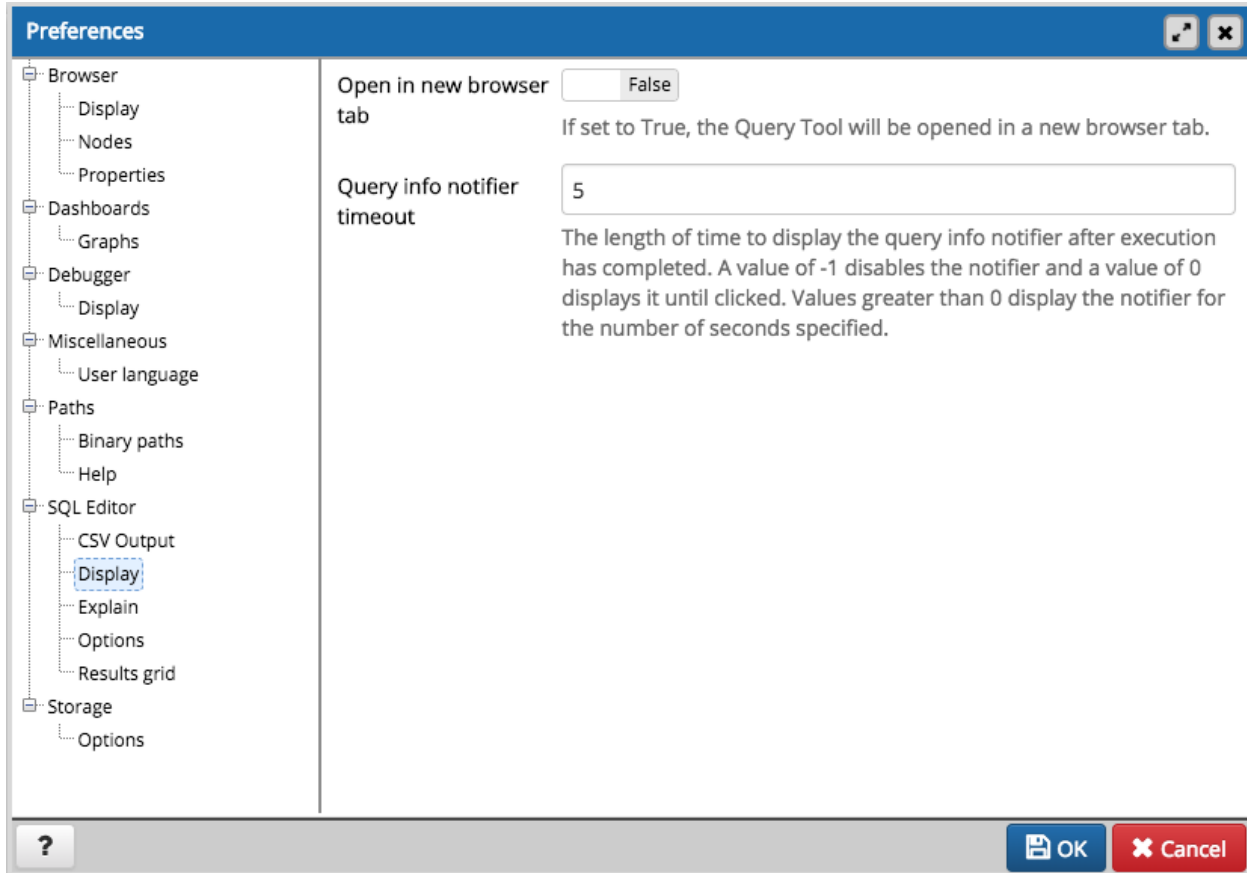 Preferences
Browser
Display
Nodes
Properties
Dashboards
Graphs
Debugger
Display
Miscellaneous
User language
Paths
Binary paths
Help
SQL Editor
CSV Output
Display
Explain
Options
Results grid
Storage
Options
Open in new browser
tab
False
If set to True, the Query Tool will be opened in a new browser tab.
Query info notifier
timeout
5
The length of time to display the query info notifier after execution
has completed. A value of -1 disables the notifier and a value of 0
displays it until clicked. Values greater than 0 display the notifier for
the number of seconds specified.
?
OK
Cancel